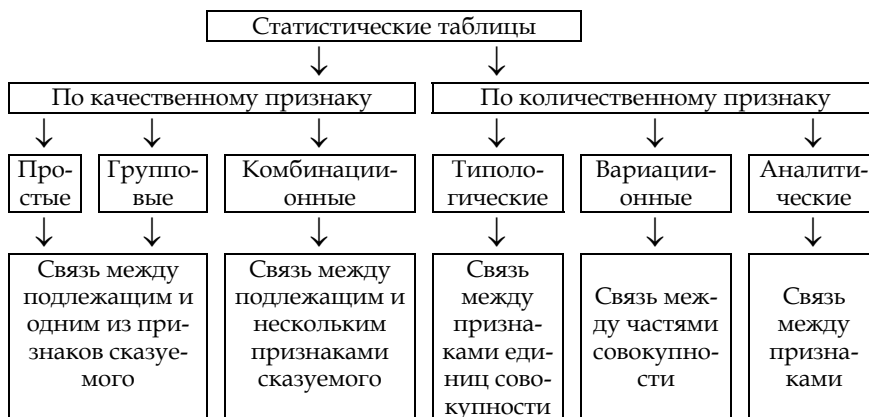 Статистические таблицы
По качественному признаку
По количественному признаку
Про-
стые
Группо-
вые
Комбинаци-
онные
Типоло-
гические
Вариаци-
онные
Аналити-
ческие
Связь между
подлежащим и
одним из при-
знаков сказуе-
мого
Связь между
подлежащим и
нескольким
признаками
сказуемого
Связь
между
призна-
ками еди-
ниц сово-
купности
Связь меж-
ду частями
совокупно-
сти
Связь
между
призна-
ками